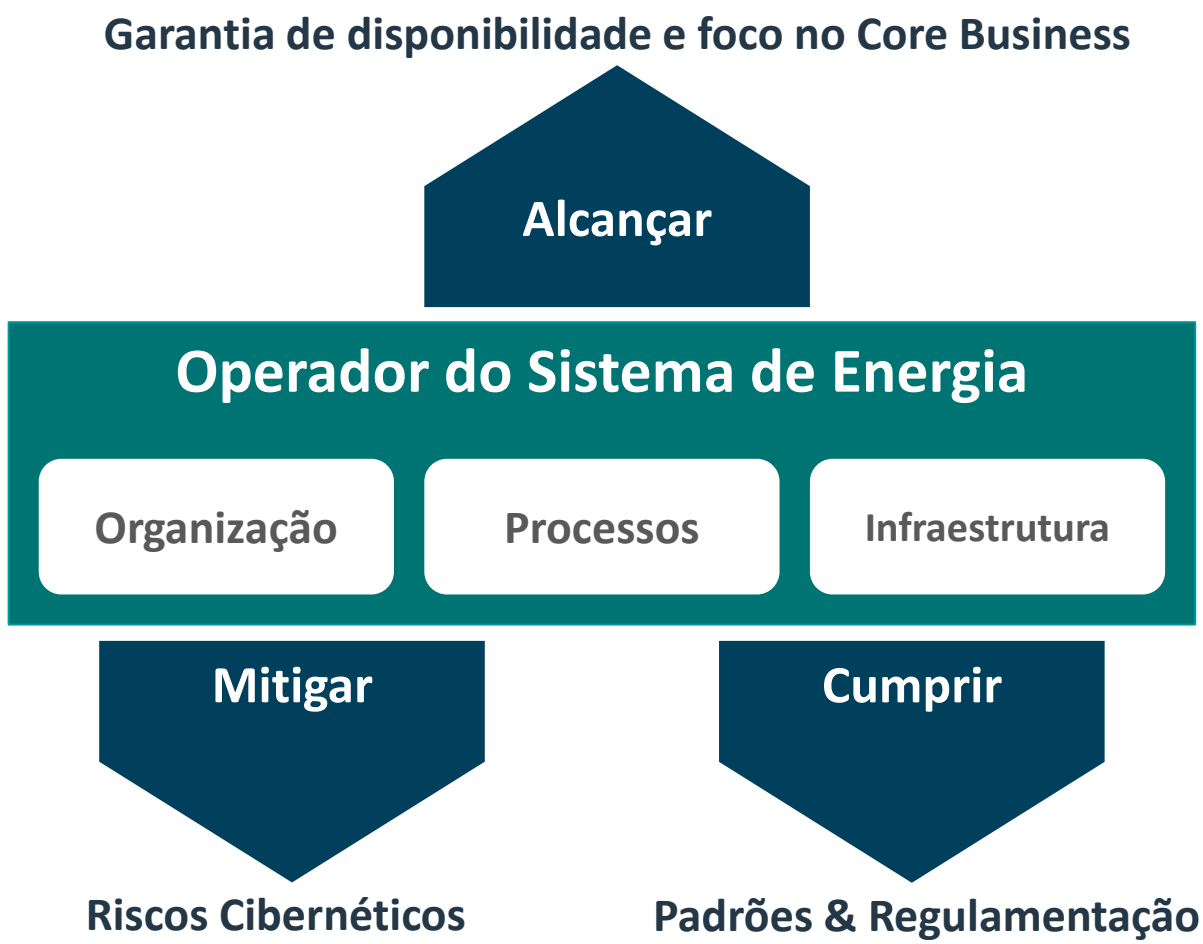 Garantia de disponibilidade e foco no Core Business
Alcançar
Operador do Sistema de Energia
Organização
Processos
Infraestrutura
Mitigar
Cumprir
Riscos Cibernéticos
Padrões & Regulamentação